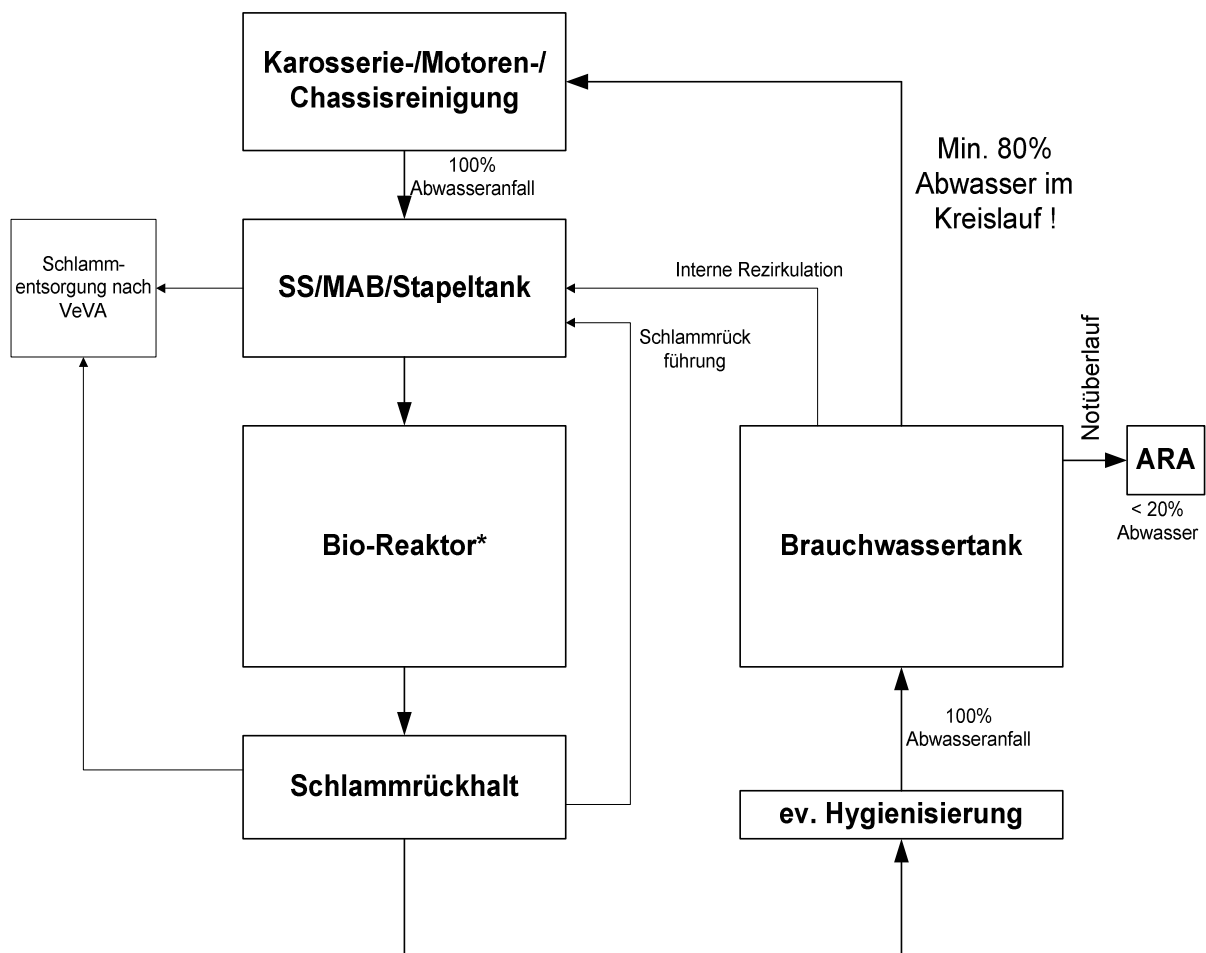 Karosserie-/Motoren-/
Chassisreinigung
100%
Abwasseranfall
Min. 80%
Abwasser im
Kreislauf !
Schlamm-
entsorgung nach
VeVA
SS/MAB/Stapeltank
Interne Rezirkulation
Schlammrück
führung
Notüberlauf
ARA
< 20%
Abwasser
Bio-Reaktor*
Brauchwassertank
100%
Abwasseranfall
Schlammrückhalt
ev. Hygienisierung